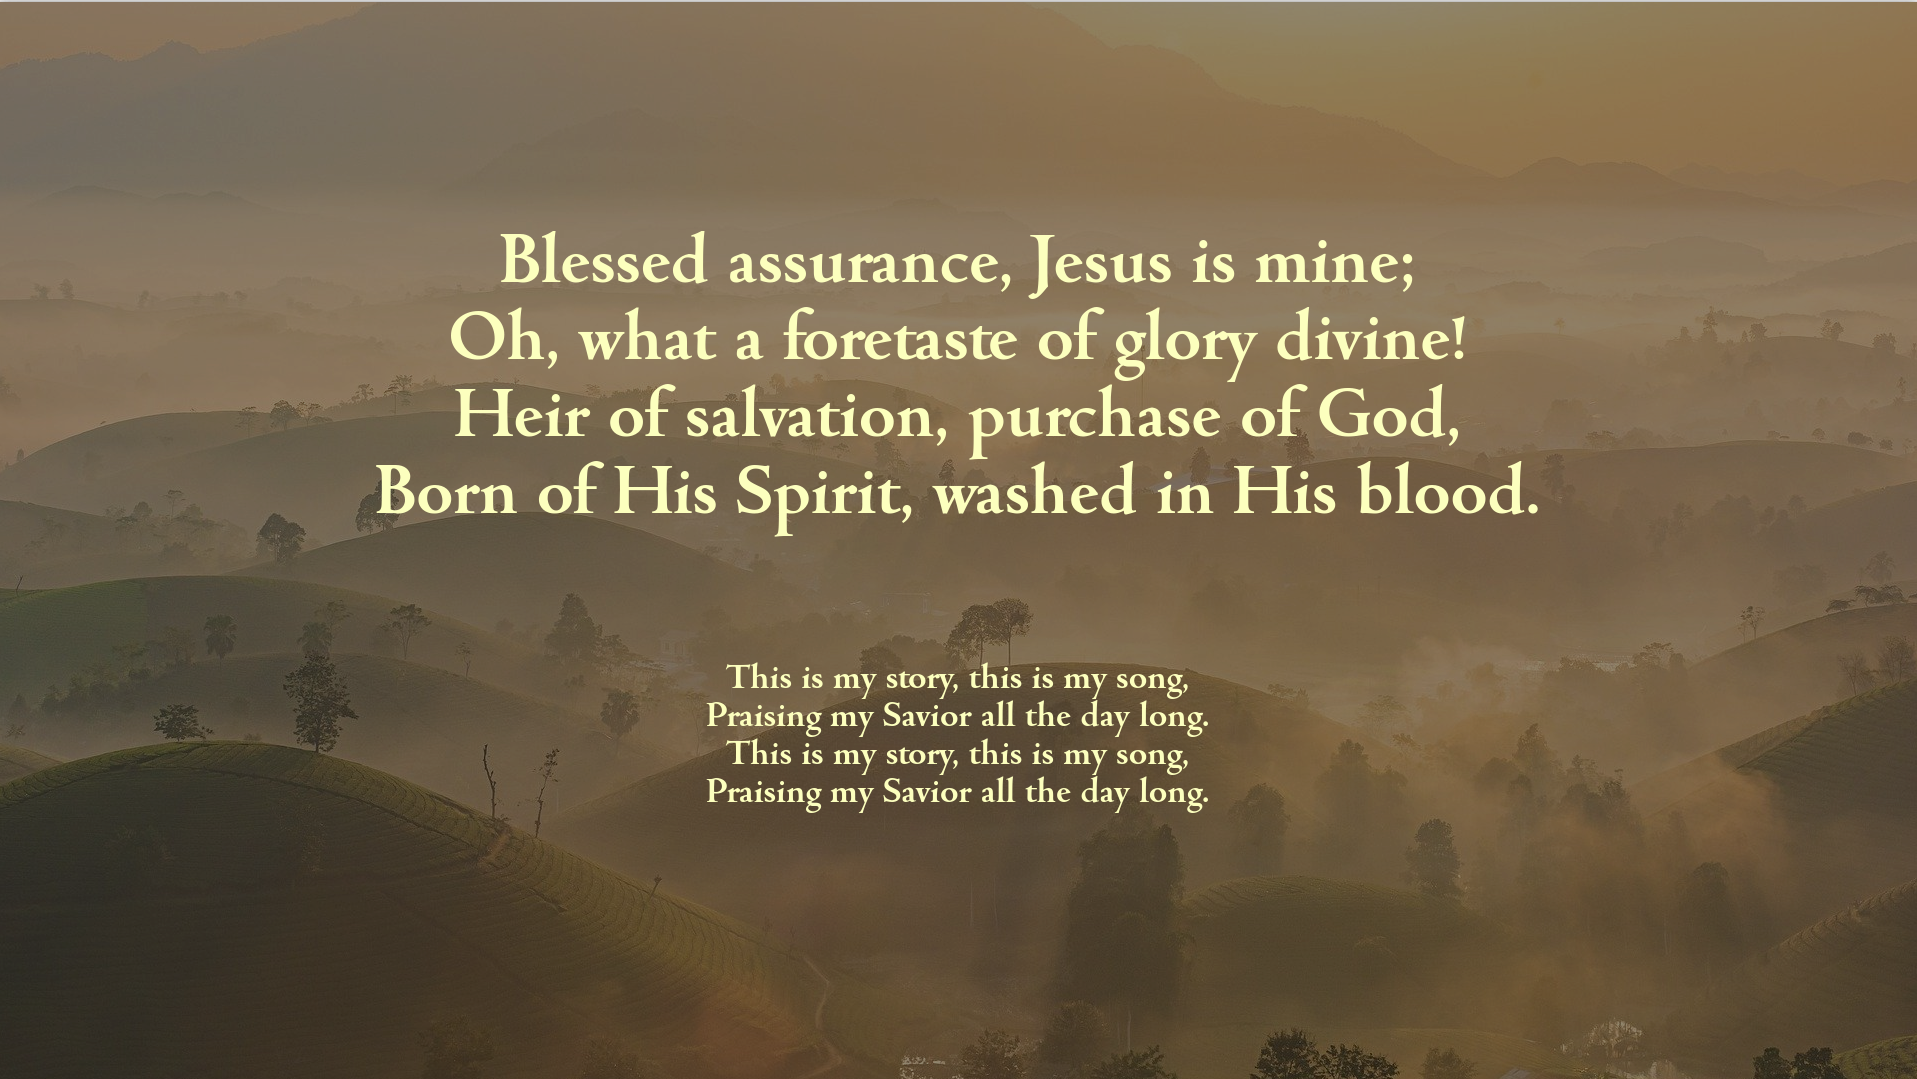 Blessed assurance, Jesus is mine;
Oh, what a foretaste of glory divine!
Heir of salvation, purchase of God,
Born of His Spirit, washed in His blood.
This is my story, this is my song,
Praising my Savior all the day long.
This is my story, this is my song,
Praising my Savior all the day long.